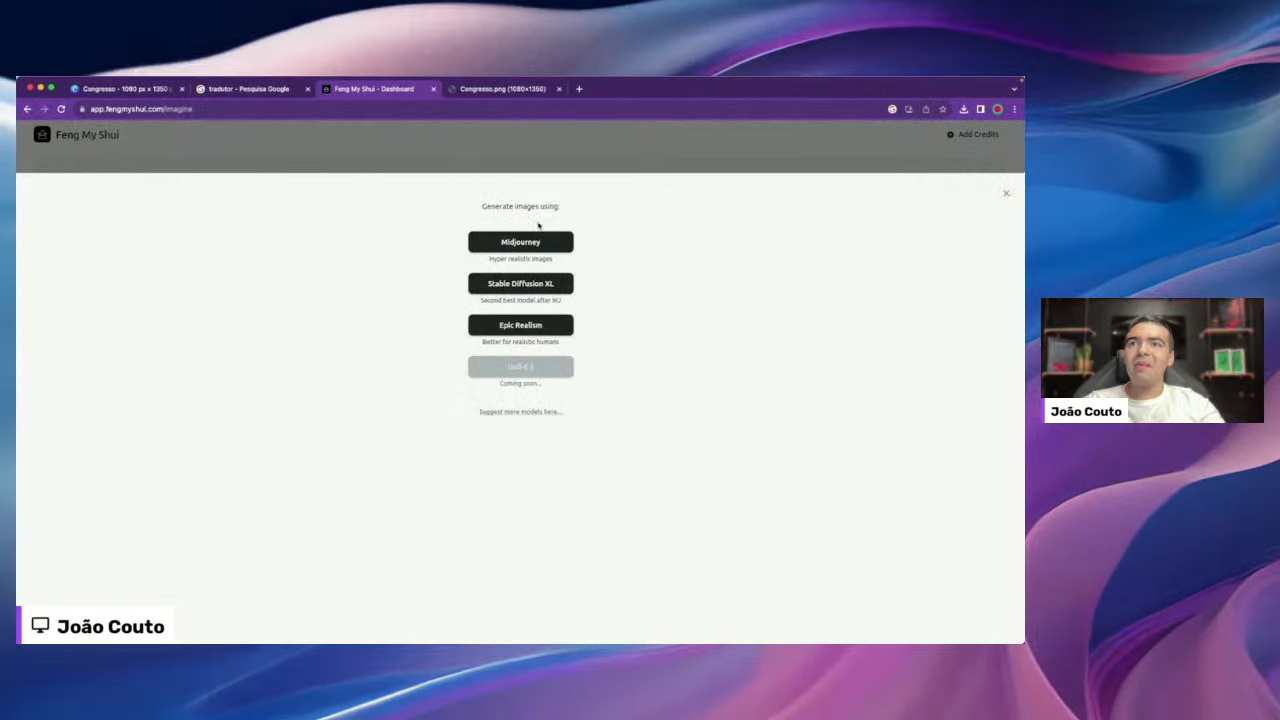 Congresso - 1080 px × 1350
tradutor - Pesquisa Google
Feng My Shui - Dashboard
Congresso.png (1080×1350)
app.fengmyshui.com/imagine
Feng My Shui
Add Credits
Generate images using:
Midjourney
Hyper realistic images
Stable Diffusion XL
Second best model after MJ
Epic Realism
Better for realistic humans
Coming soon...
Suggest more models here...
João Couto
João Couto